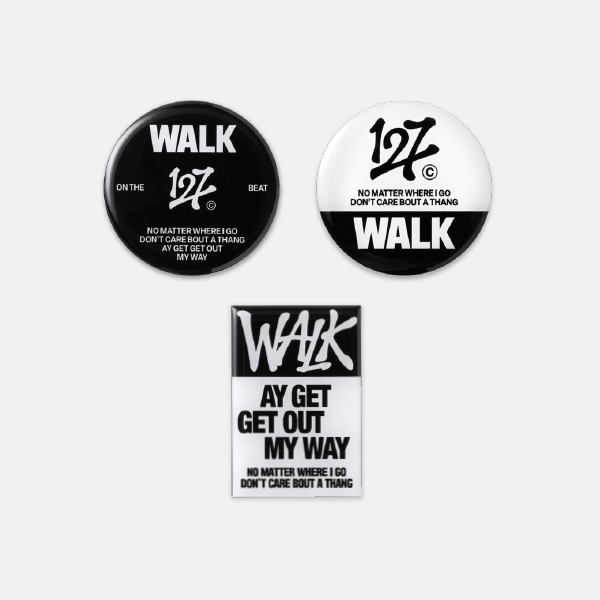 WALK
ON THE 127 © BEAT
NO MATTER WHERE I GO
DON'T CARE BOUT A THANG
AY GET GET OUT
MY WAY
127 ©
NO MATTER WHERE I GO
DON'T CARE BOUT A THANG
WALK
WALK
AY GET
GET OUT
MY WAY
NO MATTER WHERE I GO
DON'T CARE BOUT A THANG